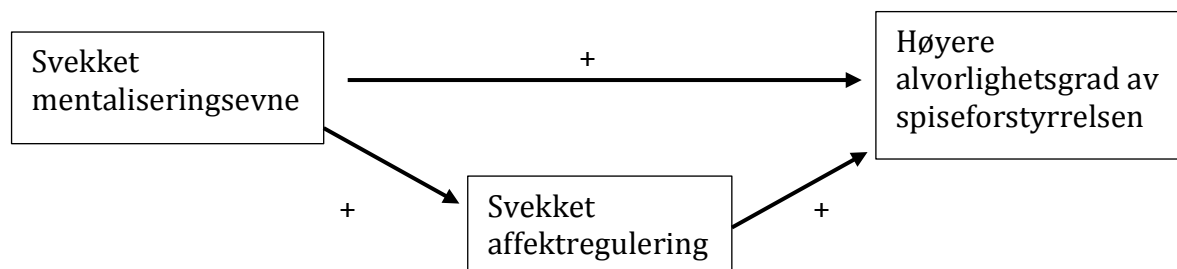 Svekket
mentaliseringsevne
+
Høyere
alvorlighetsgrad av
spiseforstyrrelsen
+
Svekket
affektregulering
+